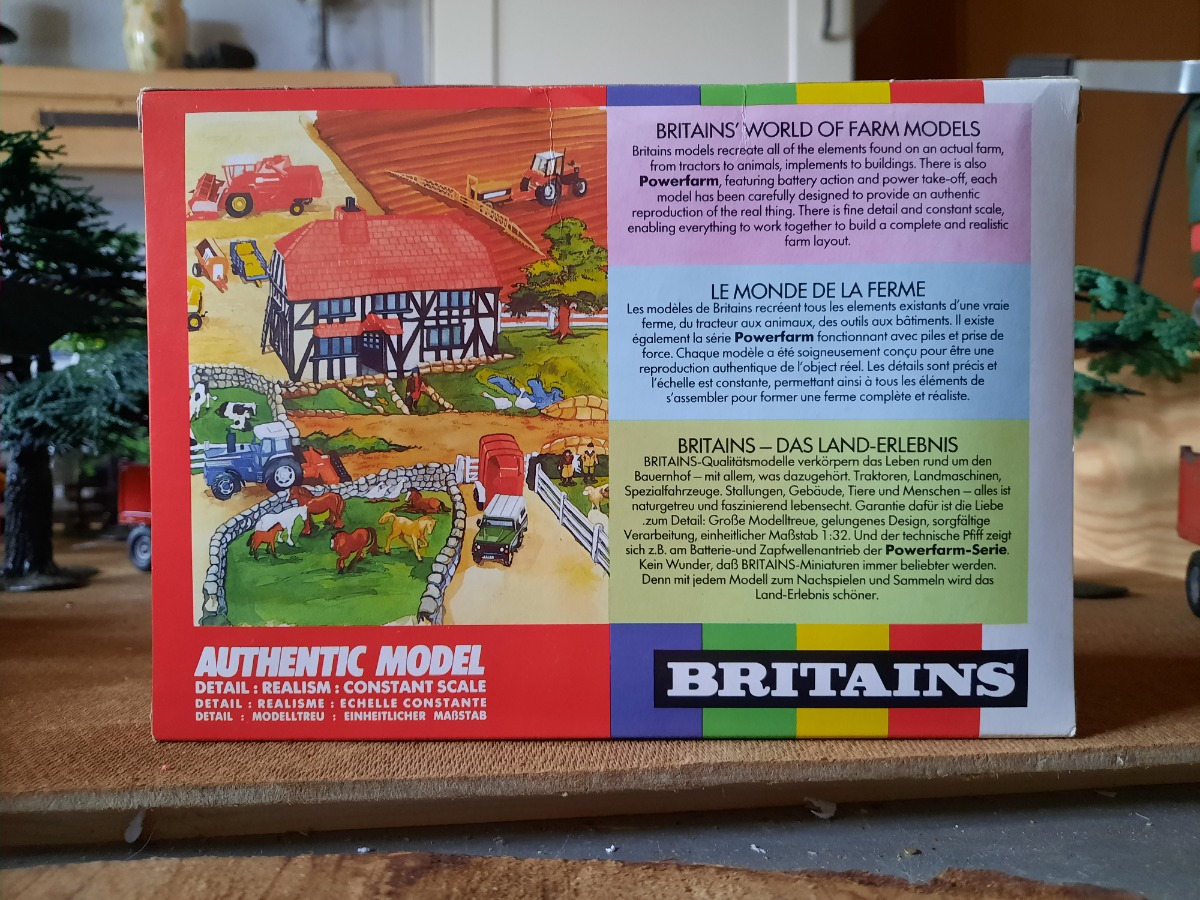 BRITAINS' WORLD OF FARM MODELS
Britains models recreate all of the elements found on an actual farm,
from tractors to animals, implements to buildings. There is also
Powerfarm, featuring battery action and power take-off, each
model has been carefully designed to provide an authentic
reproduction of the real thing. There is fine detail and constant scale,
enabling everything to work together to build a complete and realistic
farm layout.
LE MONDE DE LA FERME
Les modèles de Britains recréent tous les elements existants d'une vraie
ferme, du tracteur aux animaux, des outils aux bâtiments. Il existe
également la série Powerfarm fonctionnant avec piles et prise de
force. Chaque modèle a été soigneusement conçu pour être une
reproduction authentique de l'object réel. Les détails sont précis et
l'échelle est constante, permettant ainsi à tous les éléments de
s'assembler pour former une ferme complète et réaliste.
BRITAINS – DAS LAND-ERLEBNIS
BRITAINS-Qualitätsmodelle verkörpern das Leben rund um den
Bauernhof – mit allem, was dazugehört. Traktoren, Landmaschinen,
Spezialfahrzeuge. Stallungen, Gebäude, Tiere und Menschen – alles ist
naturgetreu und faszinierend lebensecht. Garantie dafür ist die Liebe
.zum Detail: Große Modelltreue, gelungenes Design, sorgfältige
Verarbeitung, einheitlicher Maßstab 1:32. Und der technische Pfiff zeigt
sich z.B. am Batterie-und Zapfwellenantrieb der Powerfarm-Serie.
Kein Wunder, daß BRITAINS-Miniaturen immer beliebter werden.
Denn mit jedem Modell zum Nachspielen und Sammeln wird das
Land-Erlebnis schöner.
AUTHENTIC MODEL
DETAIL : REALISM : CONSTANT SCALE
DETAIL : REALISME : ECHELLE CONSTANTE
DETAIL : MODELLTREU : EINHEITLICHER MAßSTAB
BRITAINS